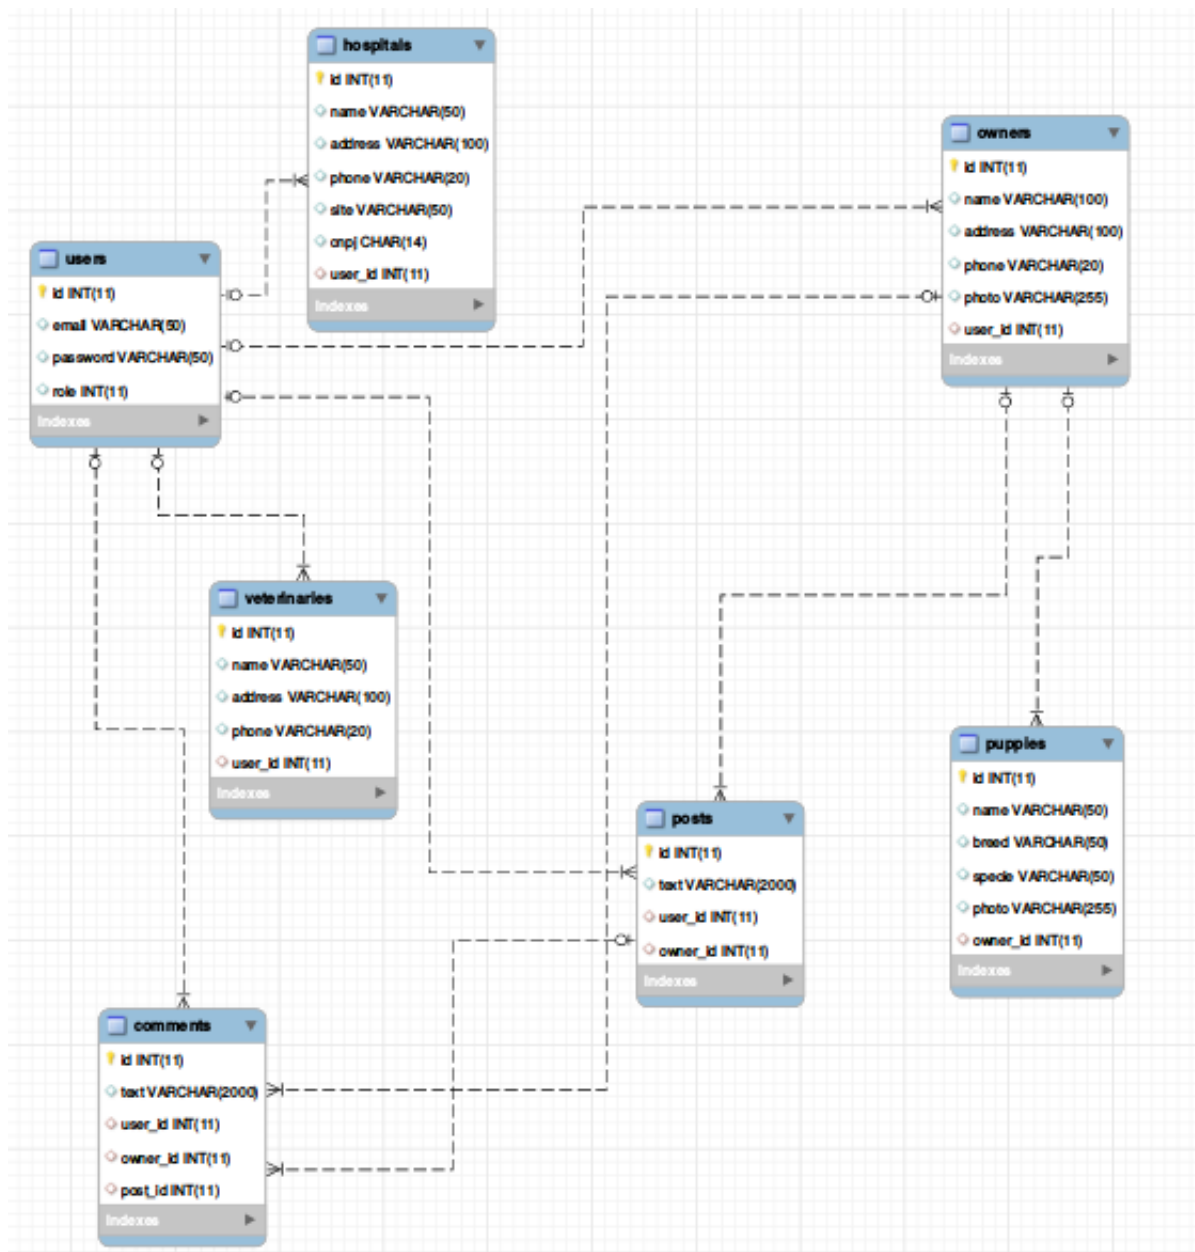 hospitals
id INT(11)
name VARCHAR(50)
address VARCHAR(100)
phone VARCHAR(20)
site VARCHAR(50)
cnpj CHAR(14)
user_id INT(11)
Indexes
owners
id INT(11)
name VARCHAR(100)
address VARCHAR(100)
phone VARCHAR(20)
photo VARCHAR(255)
user_id INT(11)
Indexes
users
id INT(11)
email VARCHAR(50)
password VARCHAR(50)
role INT(11)
Indexes
veterinaries
id INT(11)
name VARCHAR(50)
address VARCHAR(100)
phone VARCHAR(20)
user_id INT(11)
Indexes
posts
id INT(11)
text VARCHAR(2000)
user_id INT(11)
owner_id INT(11)
Indexes
puppies
id INT(11)
name VARCHAR(50)
breed VARCHAR(50)
specie VARCHAR(50)
photo VARCHAR(255)
owner_id INT(11)
Indexes
comments
id INT(11)
text VARCHAR(2000)
user_id INT(11)
owner_id INT(11)
post_id INT(11)
Indexes